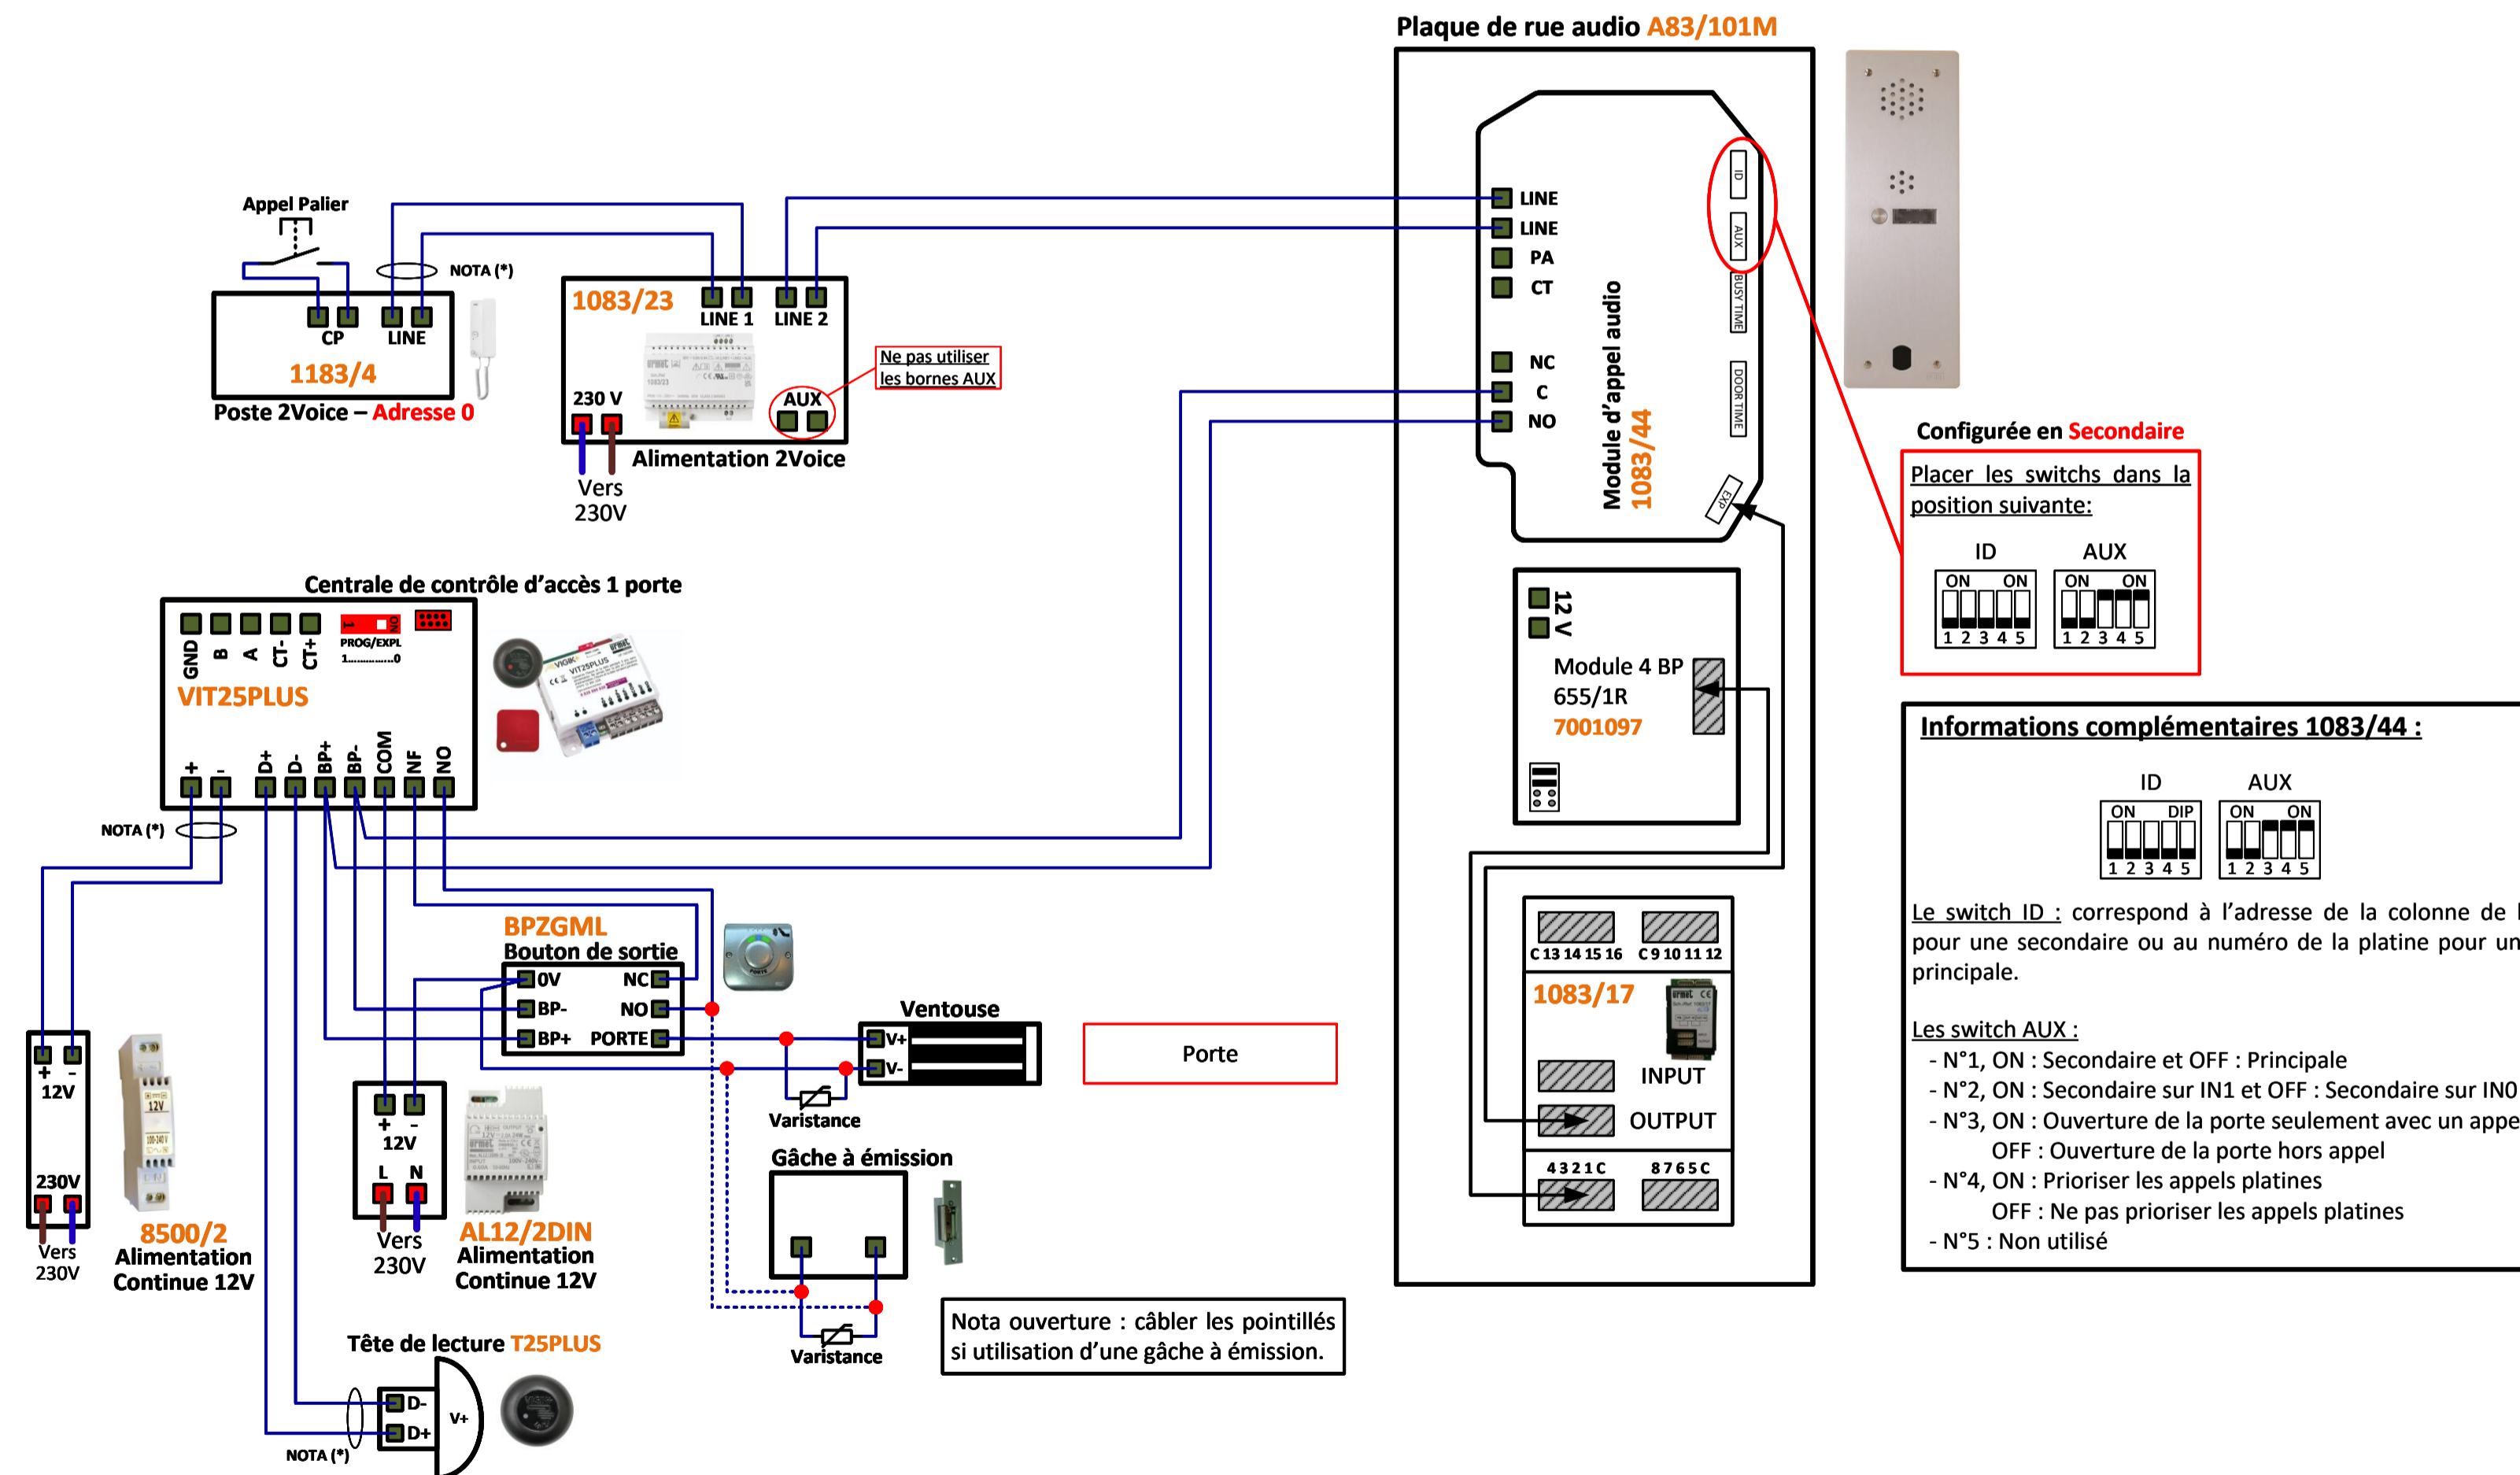 Plaque de rue audio A83/101M
Appel Palier
NOTA (*)
CP
LINE
1183/4
Poste 2Voice – Adresse 0
1083/23
LINE 1
LINE 2
230 V
AUX
Ne pas utiliser
les bornes AUX
Alimentation 2Voice
Vers
230V
LINE
LINE
PA
CT
NC
C
NO
Module d'appel audio
1083/44
ID
AUX
BUSY TIME
DOOR TIME
EXP
Configurée en Secondaire
Placer les switchs dans la
position suivante:
ID
AUX
ON ON
ON ON
1 2 3 4 5
1 2 3 4 5
Centrale de contrôle d'accès 1 porte
GND
B
A
CT-
CT+
1
ON
PROG/EXPL
1..............0
VIT25PLUS
+
-
D+
D-
BP+
BP-
COM
NF
NO
NOTA (*)
12 V
Module 4 BP
655/1R
7001097
Informations complémentaires 1083/44 :
ID
AUX
ON DIP
ON ON
1 2 3 4 5
1 2 3 4 5
Le switch ID : correspond à l'adresse de la colonne de
pour une secondaire ou au numéro de la platine pour
principale.
Les switch AUX :
- N°1, ON : Secondaire et OFF : Principale
- N°2, ON : Secondaire sur IN1 et OFF : Secondaire sur IN0
- N°3, ON : Ouverture de la porte seulement avec un appe
OFF : Ouverture de la porte hors appel
- N°4, ON : Prioriser les appels platines
OFF : Ne pas prioriser les appels platines
- N°5 : Non utilisé
BPZGML
Bouton de sortie
0V
NC
BP-
NO
BP+
PORTE
Ventouse
V+
V-
Porte
Varistance
C 13 14 15 16
C 9 10 11 12
1083/17
INPUT
OUTPUT
4 3 2 1 C
8 7 6 5 C
+
-
12V
230V
Vers
230V
8500/2
Alimentation
Continue 12V
+
-
12V
L
N
Vers
230V
AL12/2DIN
Alimentation
Continue 12V
Gâche à émission
Varistance
Nota ouverture : câbler les pointillés
si utilisation d'une gâche à émission.
Tête de lecture T25PLUS
D-
D+
V+
NOTA (*)